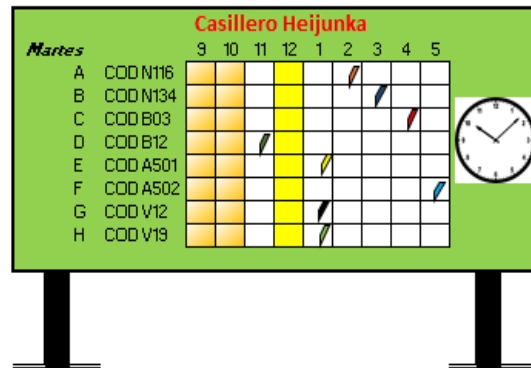 Casillero Heijunka
Martes 9 10 11 12 1 2 3 4 5
A COD N116
B COD N134
C COD B03
D COD B12
E COD A501
F COD A502
G COD V12
H COD V19